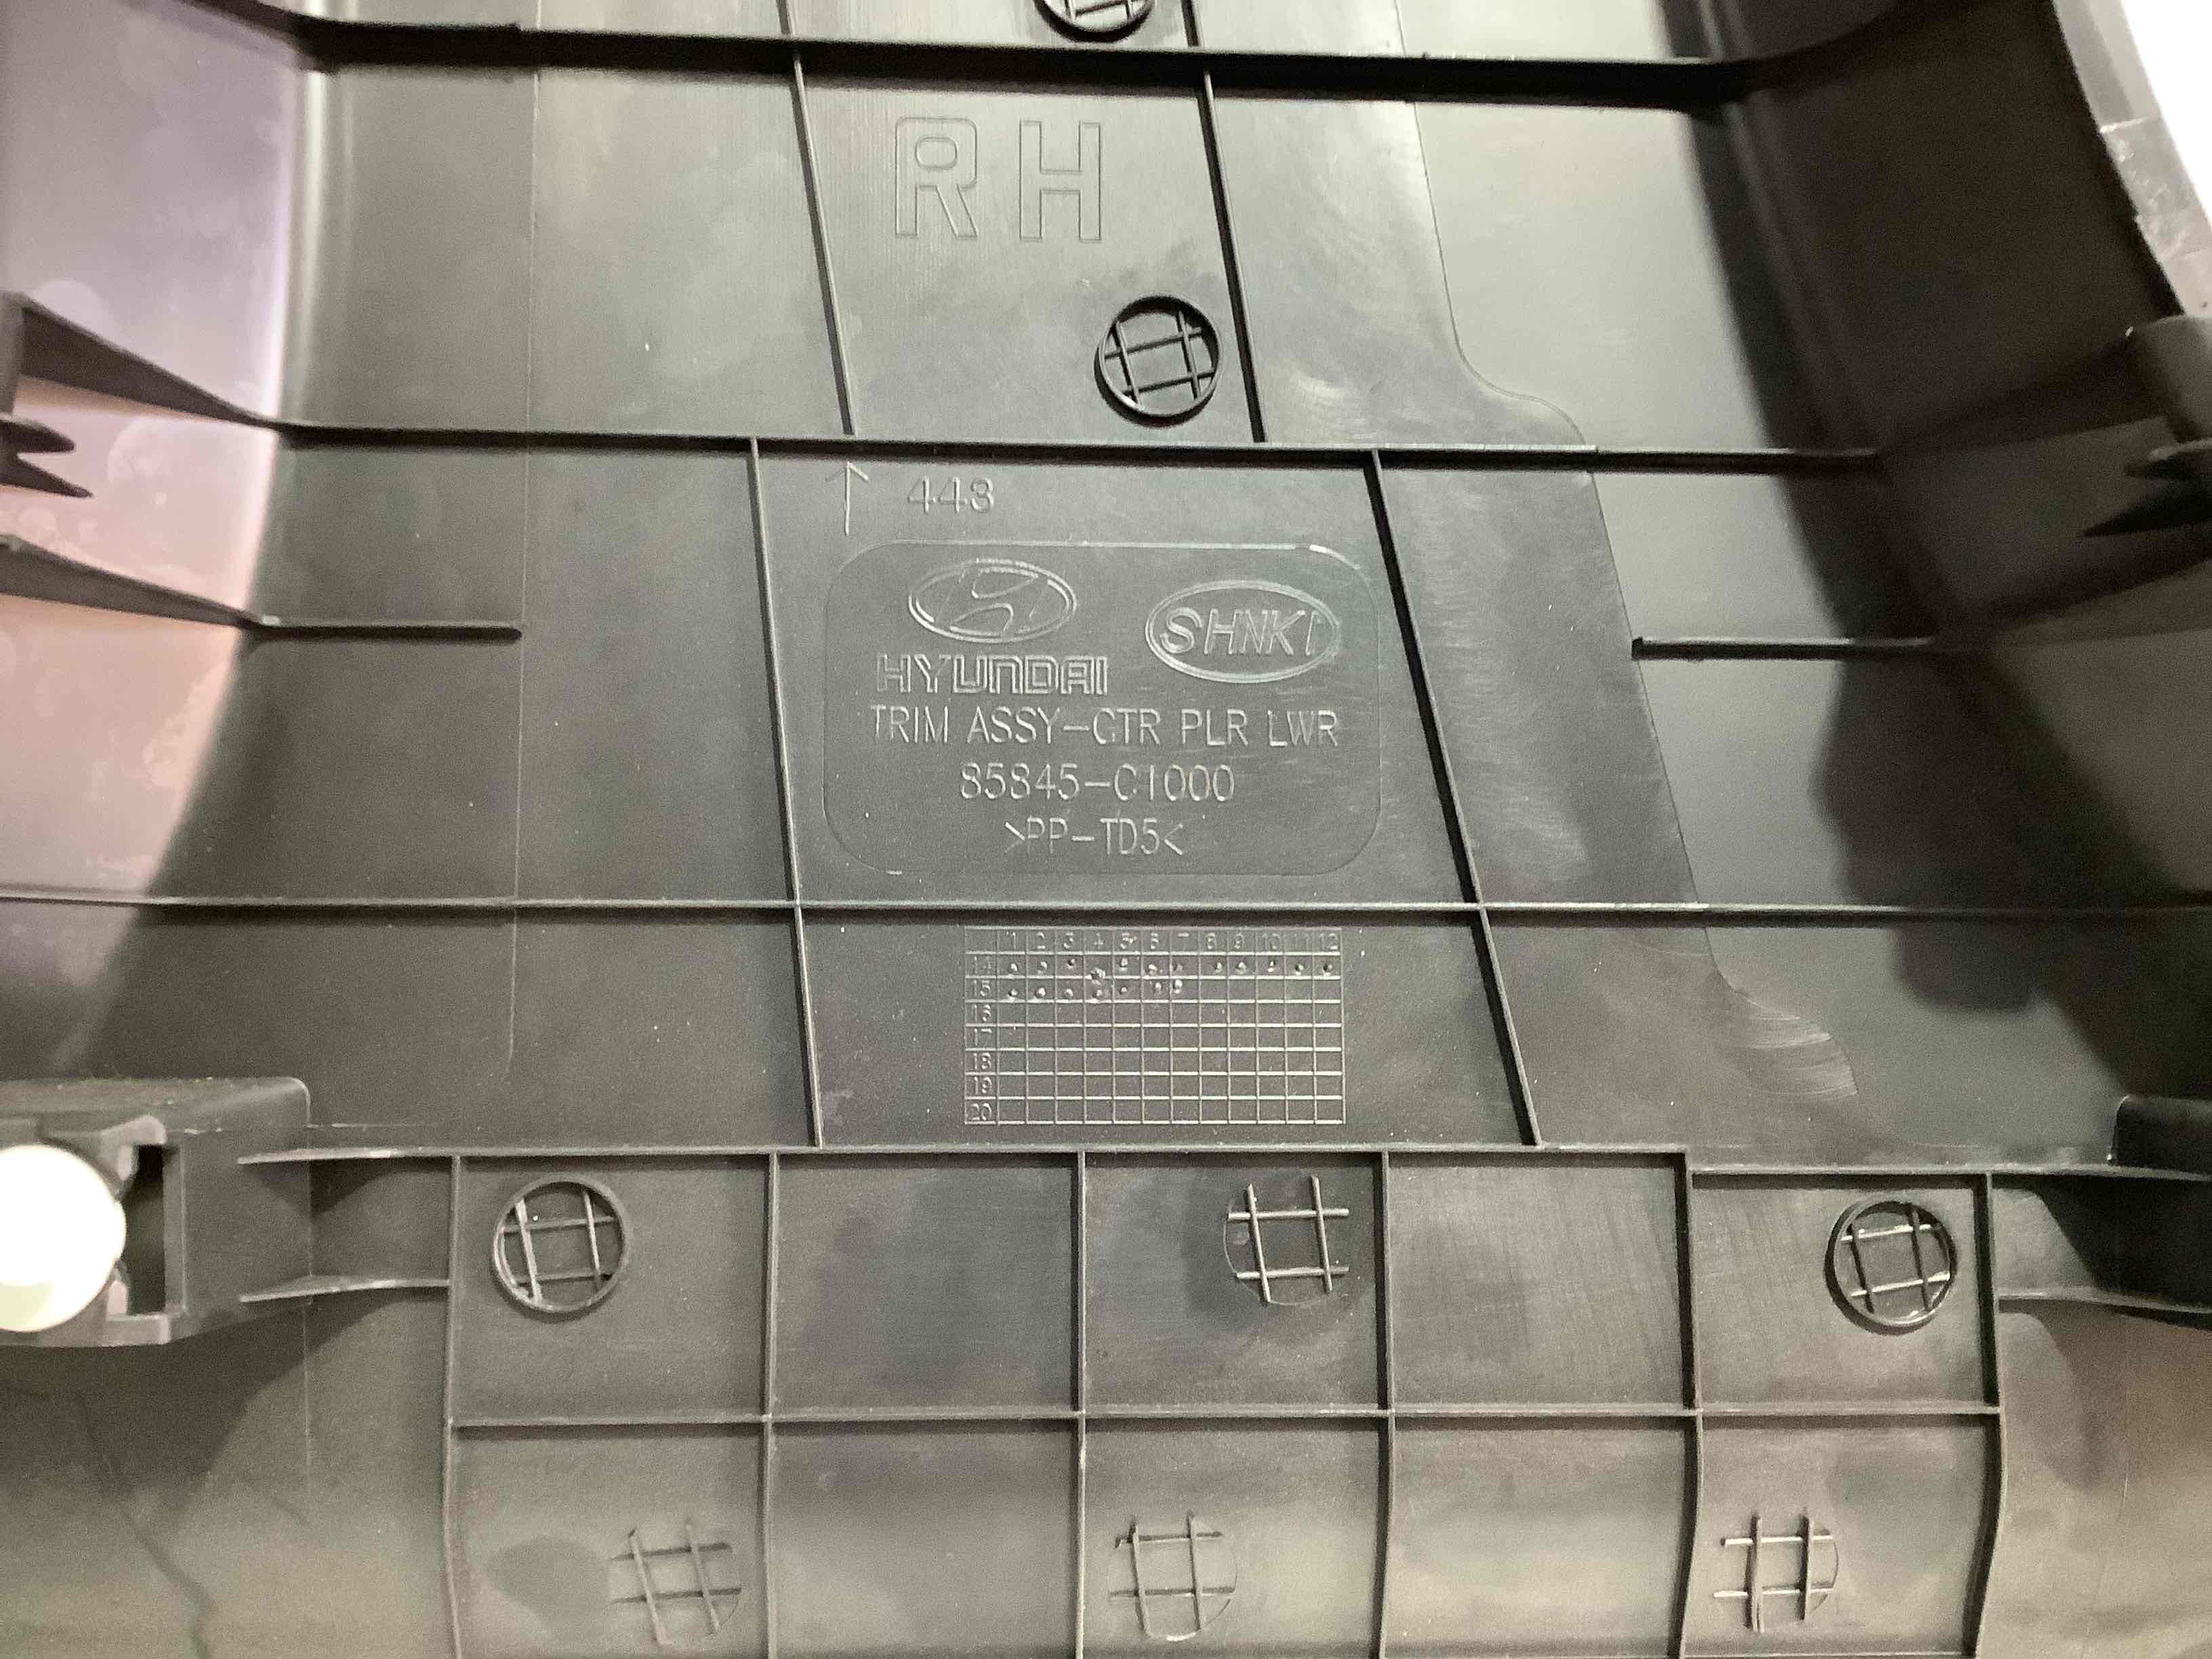 RH
↑ 443
HYUNDAI
SHNKI
TRIM ASSY-CTR PLR LWR
85845-C1000
>PP-TD5<
1 2 3 4 5 6 7 8 9 10 11 12
14
15
16
17
18
19
20